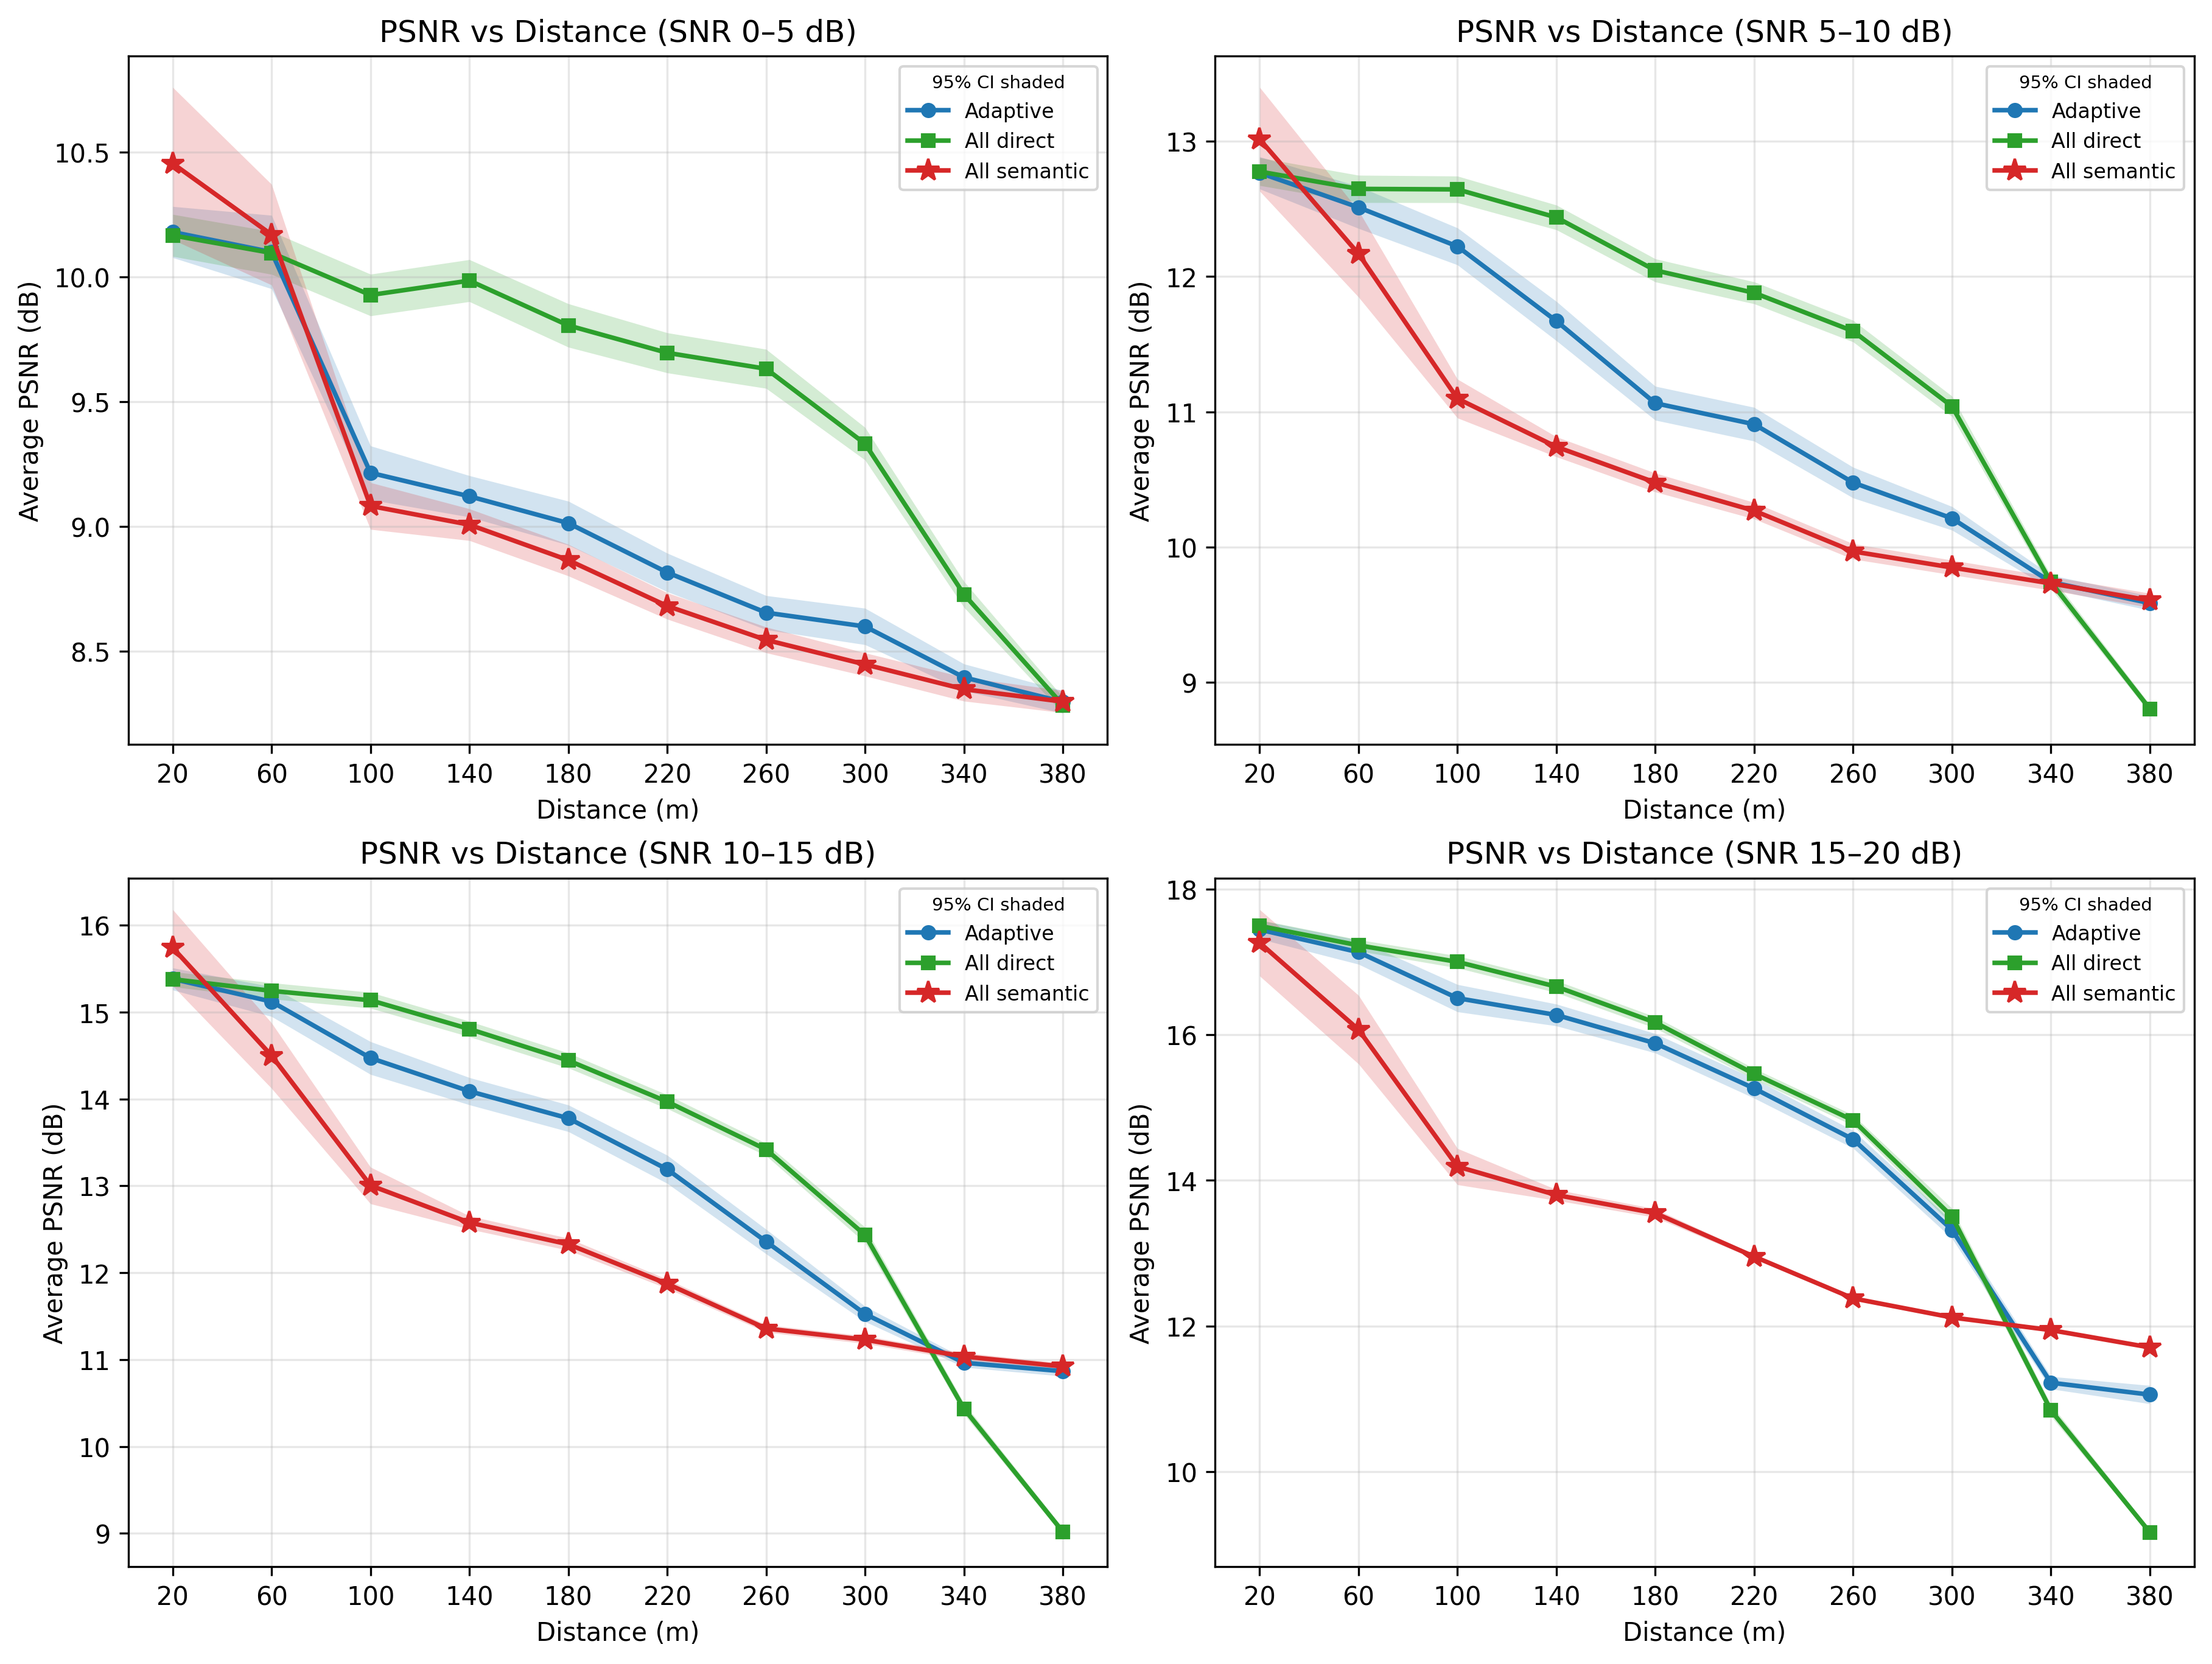 PSNR vs Distance (SNR 0–5 dB)
Average PSNR (dB)
10.5
10.0
9.5
9.0
8.5
95% CI shaded
Adaptive
All direct
All semantic
20 60 100 140 180 220 260 300 340 380
Distance (m)
PSNR vs Distance (SNR 5–10 dB)
Average PSNR (dB)
13
12
11
10
9
95% CI shaded
Adaptive
All direct
All semantic
20 60 100 140 180 220 260 300 340 380
Distance (m)
PSNR vs Distance (SNR 10–15 dB)
Average PSNR (dB)
16
15
14
13
12
11
10
9
95% CI shaded
Adaptive
All direct
All semantic
20 60 100 140 180 220 260 300 340 380
Distance (m)
PSNR vs Distance (SNR 15–20 dB)
Average PSNR (dB)
18
16
14
12
10
95% CI shaded
Adaptive
All direct
All semantic
20 60 100 140 180 220 260 300 340 380
Distance (m)